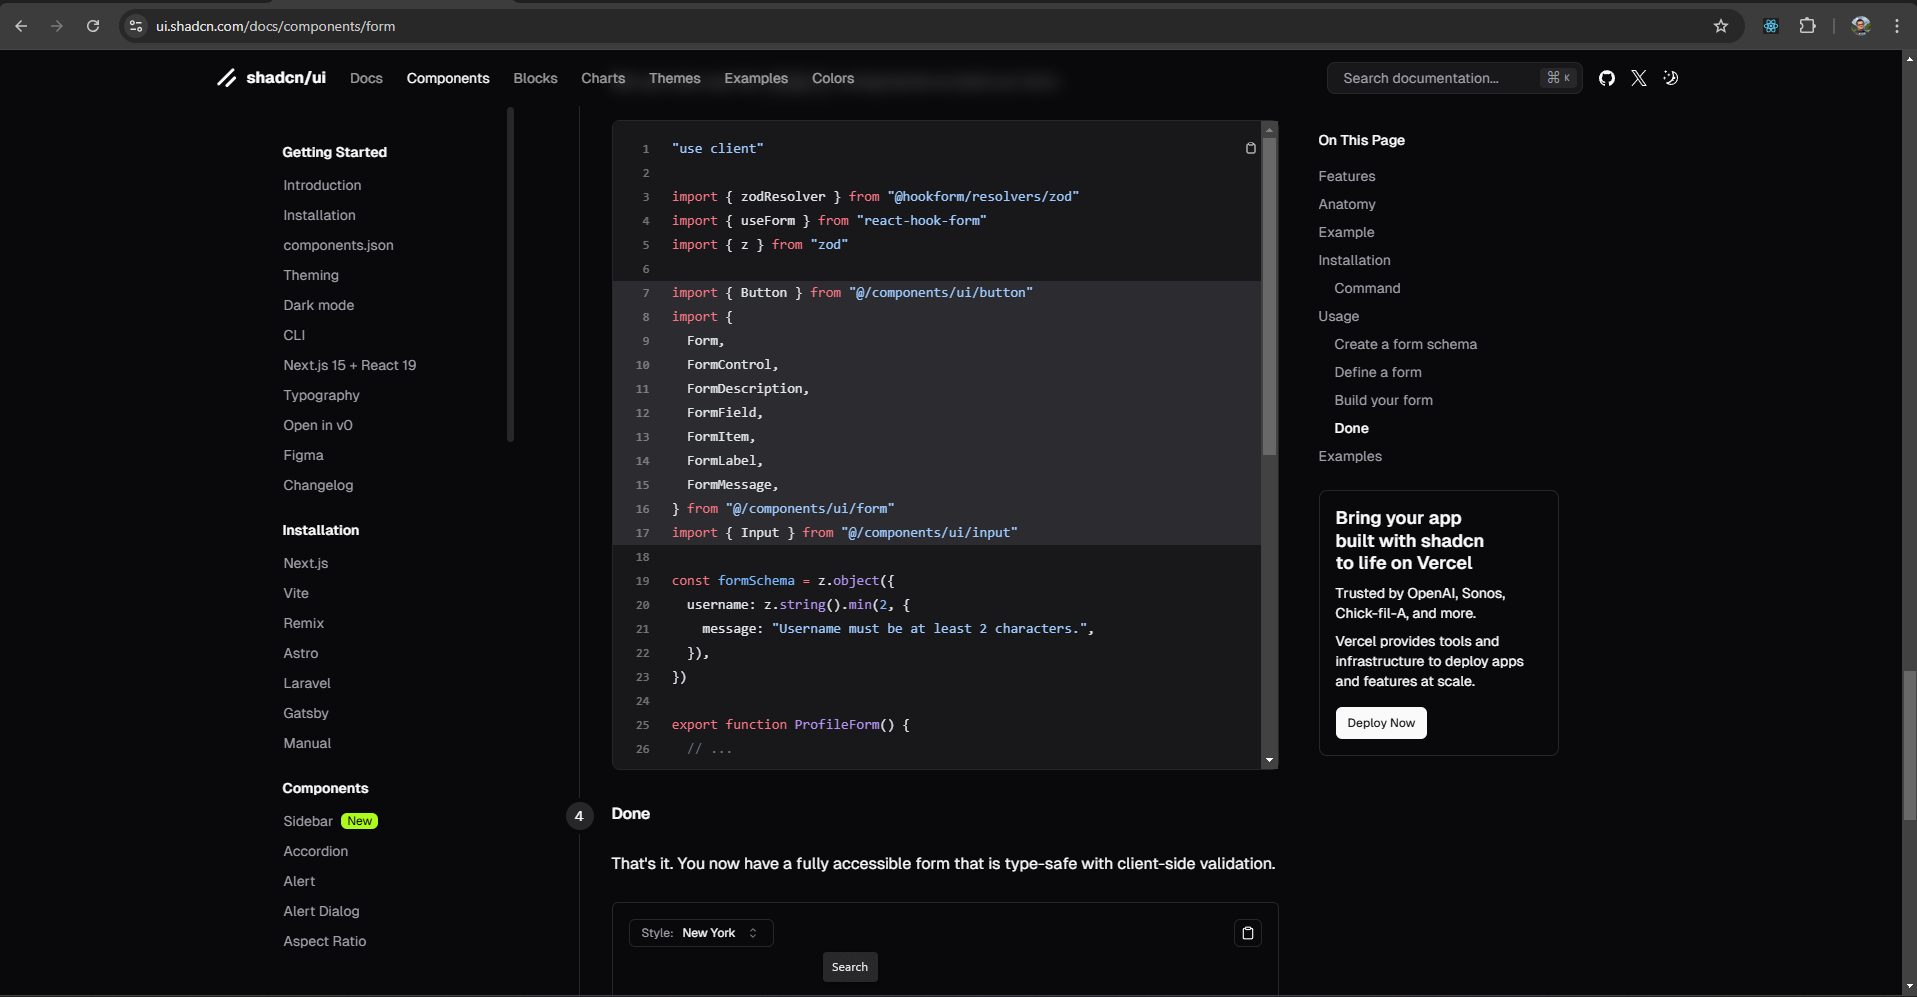 ui.shadcn.com/docs/components/form
shadcn/ui Docs Components Blocks Charts Themes Examples Colors
Search documentation... ⌘ K
Getting Started
Introduction
Installation
components.json
Theming
Dark mode
CLI
Next.js 15 + React 19
Typography
Open in v0
Figma
Changelog
Installation
Next.js
Vite
Remix
Astro
Laravel
Gatsby
Manual
Components
Sidebar New
Accordion
Alert
Alert Dialog
Aspect Ratio
1 "use client"
2
3 import { zodResolver } from "@hookform/resolvers/zod"
4 import { useForm } from "react-hook-form"
5 import { z } from "zod"
6
7 import { Button } from "@/components/ui/button"
8 import {
9 Form,
10 FormControl,
11 FormDescription,
12 FormField,
13 FormItem,
14 FormLabel,
15 FormMessage,
16 } from "@/components/ui/form"
17 import { Input } from "@/components/ui/input"
18
19 const formSchema = z.object({
20 username: z.string().min(2, {
21 message: "Username must be at least 2 characters.",
22 }),
23 })
24
25 export function ProfileForm() {
26 // ...
4 Done
That's it. You now have a fully accessible form that is type-safe with client-side validation.
Style: New York
Search
On This Page
Features
Anatomy
Example
Installation
Command
Usage
Create a form schema
Define a form
Build your form
Done
Examples
Bring your app
built with shadcn
to life on Vercel
Trusted by OpenAI, Sonos,
Chick-fil-A, and more.
Vercel provides tools and
infrastructure to deploy apps
and features at scale.
Deploy Now